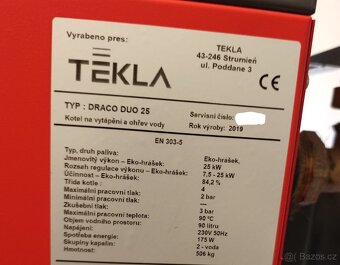 Vyrabeno pres:
TEKLA
43-246 Strumień
ul. Poddane 3
TEKLA
CE
TYP : DRACO DUO 25
Kotel na vytápění a ohřev vody
Servisní číslo:
Rok výroby: 2019
EN 303-5
Typ, druh paliva: Eko-hrášek,
Jmenovitý výkon – Eko-hrášek, 25 kW
Rozsah regulace výkonu – Eko-hrášek, 7,5 - 25 kW
Účinnost – Eko-hrášek, 84,2 %
Třída kotle : 4
Maximální pracovní tlak: 2 bar
Minimální pracovní tlak: ---
Zkušební tlak: 3 bar
Maximální pracovní teplota: 90 ºC
Objem vodního prostoru: 90 litru
Napájení: 230V 50Hz
Spotřeba energie: 175 W
Skupiny kapalin: 2 - voda
Hmotnost: 506 kg
bazos.cz